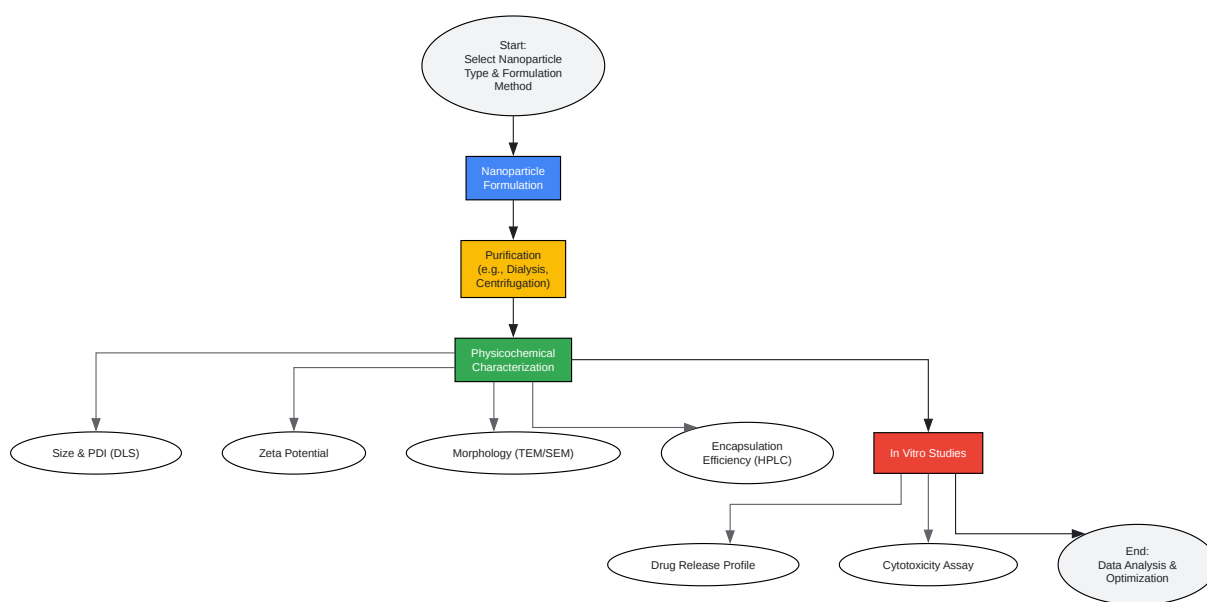 Start:
Select Nanoparticle
Type & Formulation
Method
Nanoparticle
Formulation
Purification
(e.g., Dialysis,
Centrifugation)
Physicochemical
Characterization
Size & PDI (DLS)
Zeta Potential
Morphology (TEM/SEM)
Encapsulation
Efficiency (HPLC)
In Vitro Studies
Drug Release Profile
Cytotoxicity Assay
End:
Data Analysis &
Optimization